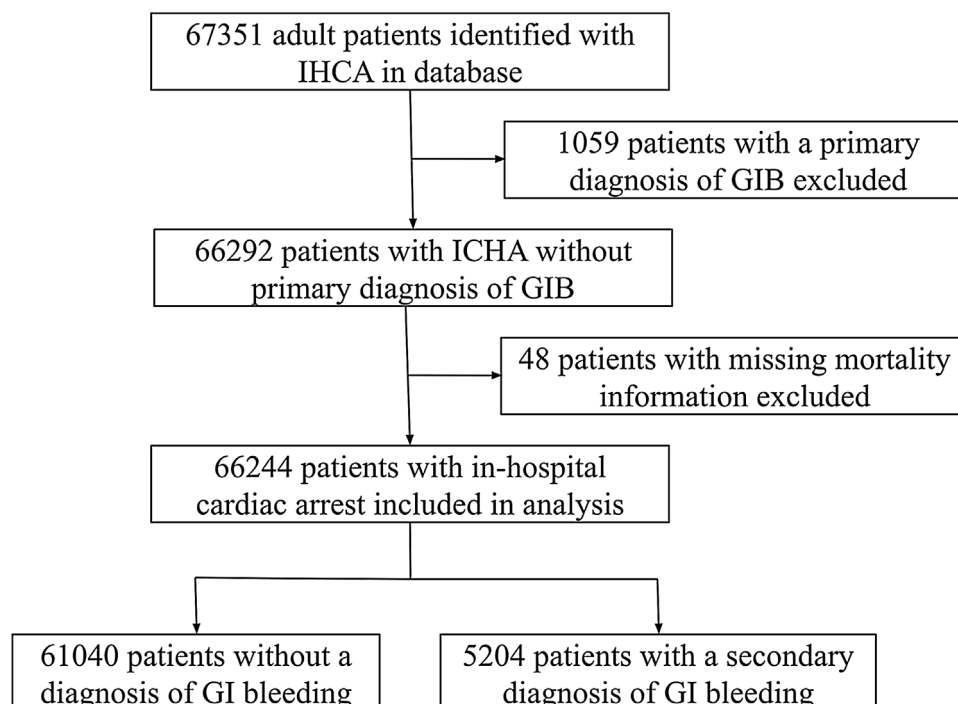 67351 adult patients identified with
IHCA in database
1059 patients with a primary
diagnosis of GIB excluded
66292 patients with ICHA without
primary diagnosis of GIB
48 patients with missing mortality
information excluded
66244 patients with in-hospital
cardiac arrest included in analysis
61040 patients without a
diagnosis of GI bleeding
5204 patients with a secondary
diagnosis of GI bleeding